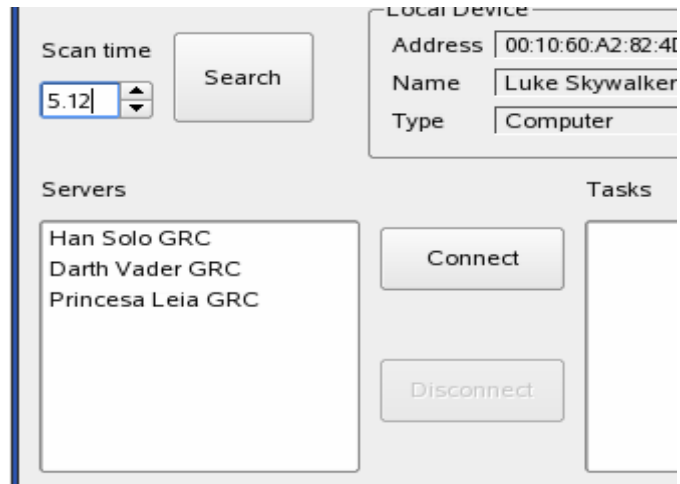 Local Device
Scan time
Search
5.12
Address 00:10:60:A2:82:4D
Name Luke Skywalker
Type Computer
Servers
Tasks
Han Solo GRC
Darth Vader GRC
Princesa Leia GRC
Connect
Disconnect